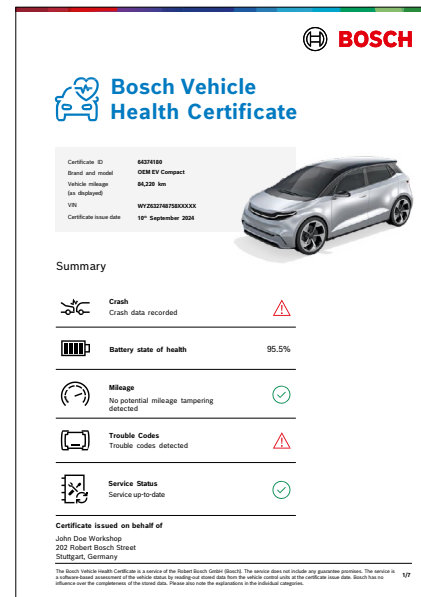 BOSCH
Bosch Vehicle
Health Certificate
Certificate ID 64374180
Brand and model OEM EV Compact
Vehicle mileage 84,220 km
(as displayed)
VIN WYZ632748758XXXXX
Certificate issue date 10th September 2024
Summary
Crash
Crash data recorded
Battery state of health 95.5%
Mileage
No potential mileage tampering
detected
Trouble Codes
Trouble codes detected
Service Status
Service up-to-date
Certificate issued on behalf of
John Doe Workshop
202 Robert Bosch Street
Stuttgart, Germany
The Bosch Vehicle Health Certificate is a service of the Robert Bosch GmbH (Bosch). The service does not include any guarantee promises. The service is
a software-based assessment of the vehicle status by reading-out stored data from the vehicle control units at the certificate issue date. Bosch has no
influence over the completeness of the stored data. Please also note the explanations in the individual categories.
1/7